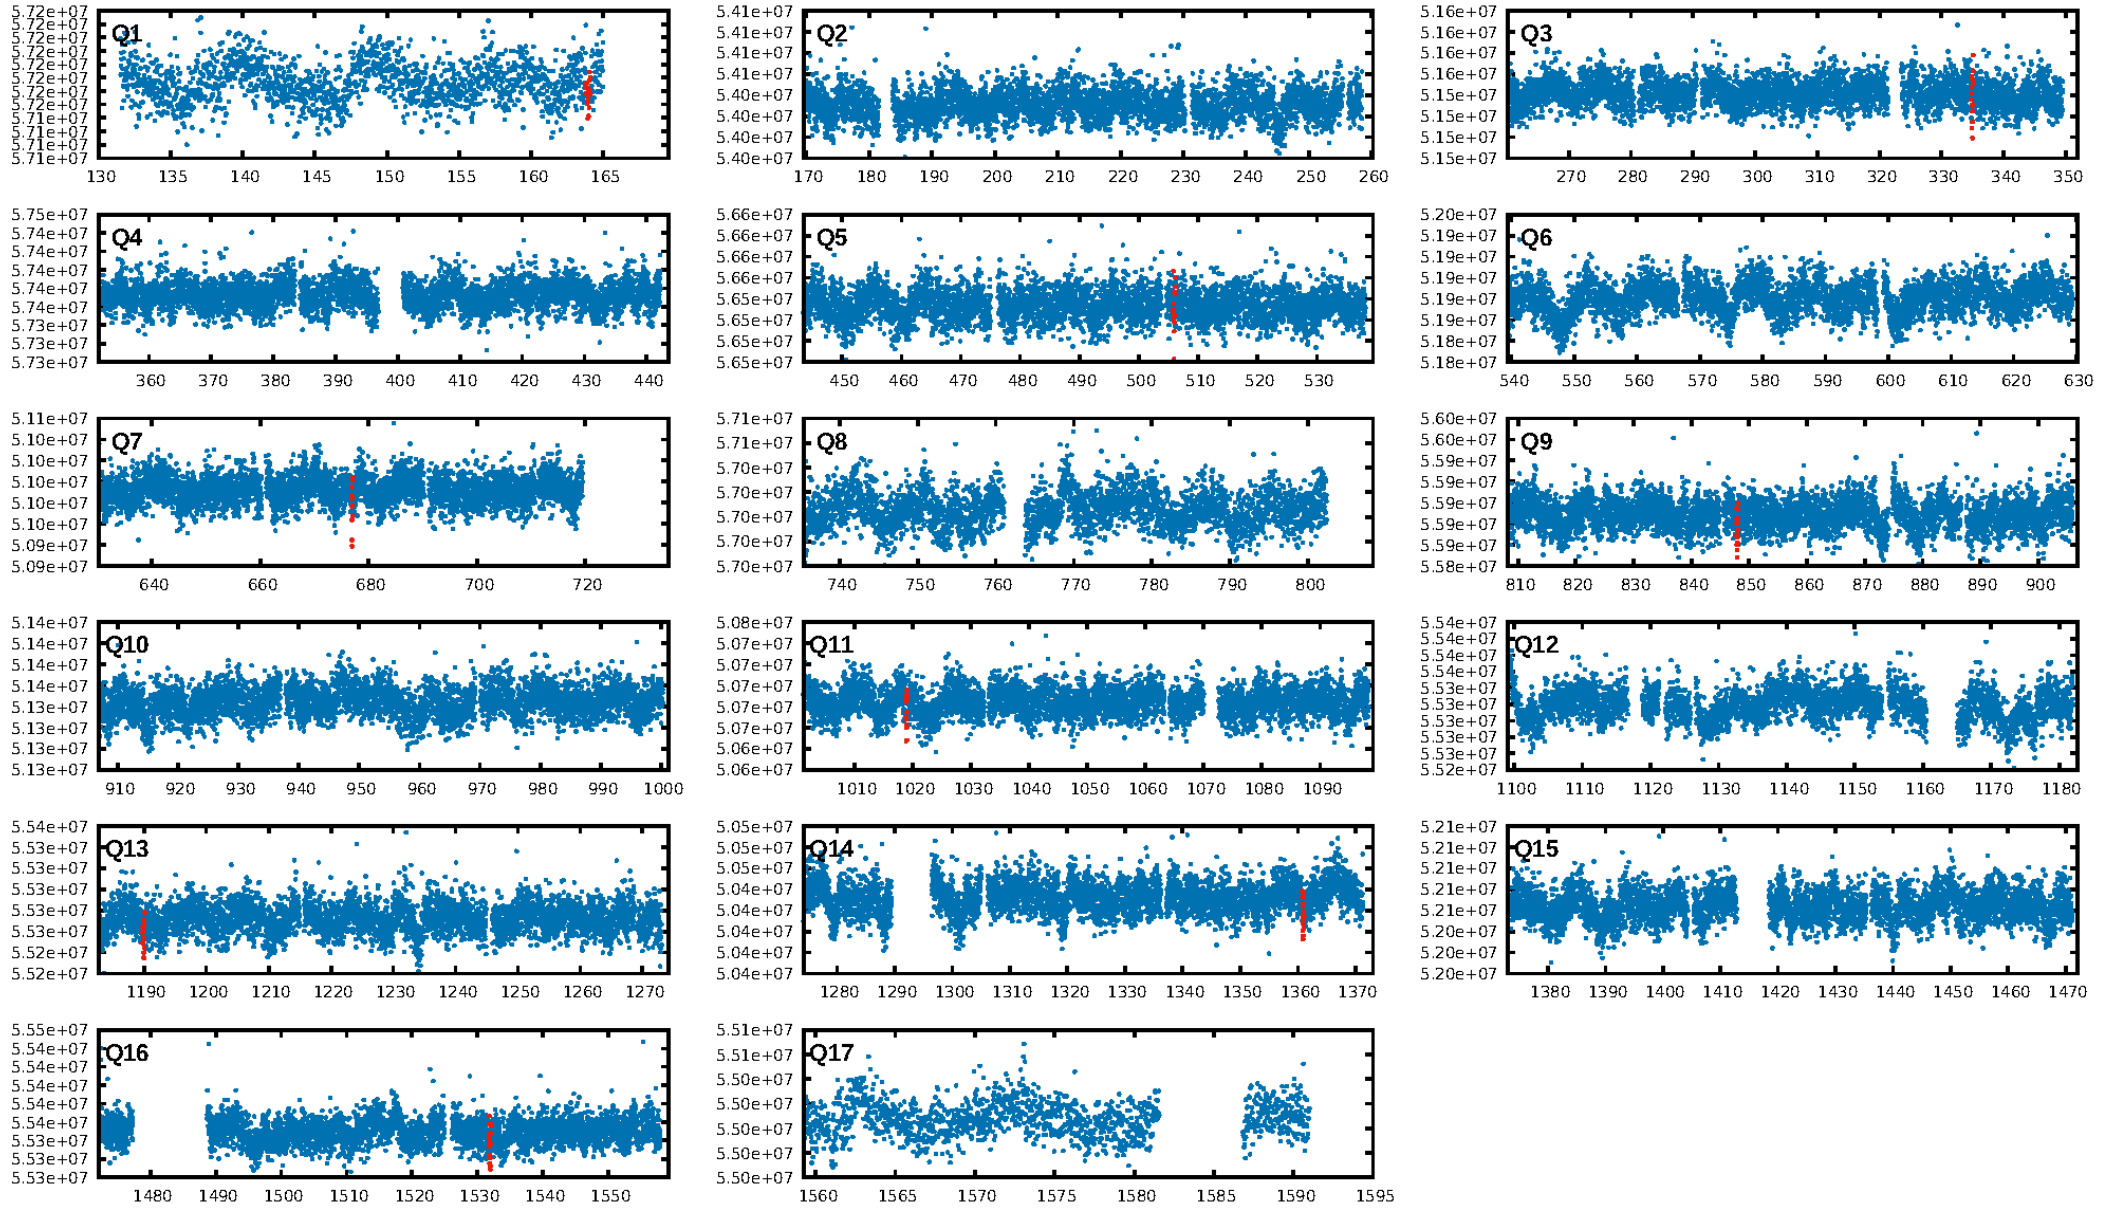 5.72e+07 5.41e+07 5.16e+07
Q1 Q2 Q3
5.72e+07 5.41e+07 5.16e+07
5.72e+07 5.41e+07 5.16e+07
5.72e+07 5.41e+07 5.16e+07
5.72e+07 5.40e+07 5.15e+07
5.72e+07 5.40e+07 5.15e+07
5.72e+07 5.40e+07 5.15e+07
5.72e+07 5.40e+07 5.15e+07
5.71e+07
5.71e+07
5.71e+07
5.71e+07
130 135 140 145 150 155 160 165
170 180 190 200 210 220 230 240 250 260
270 280 290 300 310 320 330 340 350
5.75e+07 5.66e+07 5.20e+07
Q4 Q5 Q6
5.74e+07 5.66e+07 5.19e+07
5.74e+07 5.66e+07 5.19e+07
5.74e+07 5.66e+07 5.19e+07
5.74e+07 5.65e+07 5.19e+07
5.74e+07 5.65e+07 5.19e+07
5.73e+07 5.65e+07 5.18e+07
5.73e+07 5.65e+07 5.18e+07
5.73e+07
360 370 380 390 400 410 420 430 440
450 460 470 480 490 500 510 520 530
540 550 560 570 580 590 600 610 620 630
5.11e+07 5.71e+07 5.60e+07
Q7 Q8 Q9
5.10e+07 5.71e+07 5.60e+07
5.10e+07 5.70e+07 5.59e+07
5.10e+07 5.70e+07 5.59e+07
5.10e+07 5.70e+07 5.59e+07
5.10e+07 5.70e+07 5.59e+07
5.09e+07 5.70e+07 5.59e+07
5.09e+07 5.58e+07
640 660 680 700 720
740 750 760 770 780 790 800
810 820 830 840 850 860 870 880 890 900
5.14e+07 5.08e+07 5.54e+07
Q10 Q11 Q12
5.14e+07 5.07e+07 5.54e+07
5.14e+07 5.07e+07 5.54e+07
5.14e+07 5.07e+07 5.54e+07
5.13e+07 5.07e+07 5.53e+07
5.13e+07 5.07e+07 5.53e+07
5.13e+07 5.06e+07 5.53e+07
5.13e+07 5.06e+07 5.53e+07
5.53e+07
5.52e+07
910 920 930 940 950 960 970 980 990 1000
1010 1020 1030 1040 1050 1060 1070 1080 1090
1100 1110 1120 1130 1140 1150 1160 1170 1180
5.54e+07 5.05e+07 5.21e+07
Q13 Q14 Q15
5.53e+07 5.05e+07 5.21e+07
5.53e+07 5.05e+07 5.21e+07
5.53e+07 5.04e+07 5.21e+07
5.53e+07 5.04e+07 5.21e+07
5.53e+07 5.04e+07 5.20e+07
5.52e+07 5.04e+07 5.20e+07
5.52e+07 5.04e+07 5.20e+07
1190 1200 1210 1220 1230 1240 1250 1260 1270
1280 1290 1300 1310 1320 1330 1340 1350 1360 1370
1380 1390 1400 1410 1420 1430 1440 1450 1460 1470
5.55e+07 5.51e+07
Q16 Q17
5.54e+07 5.51e+07
5.54e+07 5.50e+07
5.54e+07 5.50e+07
5.54e+07 5.50e+07
5.54e+07 5.50e+07
5.53e+07 5.50e+07
5.53e+07
5.53e+07
1480 1490 1500 1510 1520 1530 1540 1550
1560 1565 1570 1575 1580 1585 1590 1595